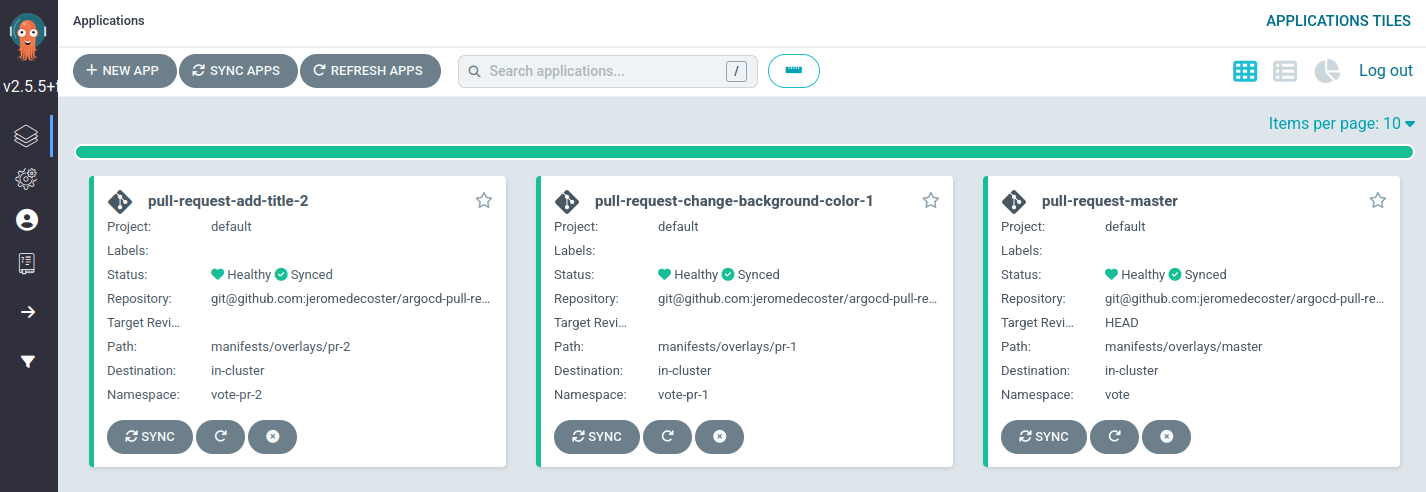 Applications
APPLICATIONS TILES
v2.5.5+
NEW APP
SYNC APPS
REFRESH APPS
Search applications...
/
Log out
Items per page: 10
pull-request-add-title-2
Project: default
Labels:
Status: Healthy Synced
Repository: git@github.com:jeromedecoster/argocd-pull-re...
Target Revi...
Path: manifests/overlays/pr-2
Destination: in-cluster
Namespace: vote-pr-2
SYNC
pull-request-change-background-color-1
Project: default
Labels:
Status: Healthy Synced
Repository: git@github.com:jeromedecoster/argocd-pull-re...
Target Revi...
Path: manifests/overlays/pr-1
Destination: in-cluster
Namespace: vote-pr-1
SYNC
pull-request-master
Project: default
Labels:
Status: Healthy Synced
Repository: git@github.com:jeromedecoster/argocd-pull-re...
Target Revi... HEAD
Path: manifests/overlays/master
Destination: in-cluster
Namespace: vote
SYNC